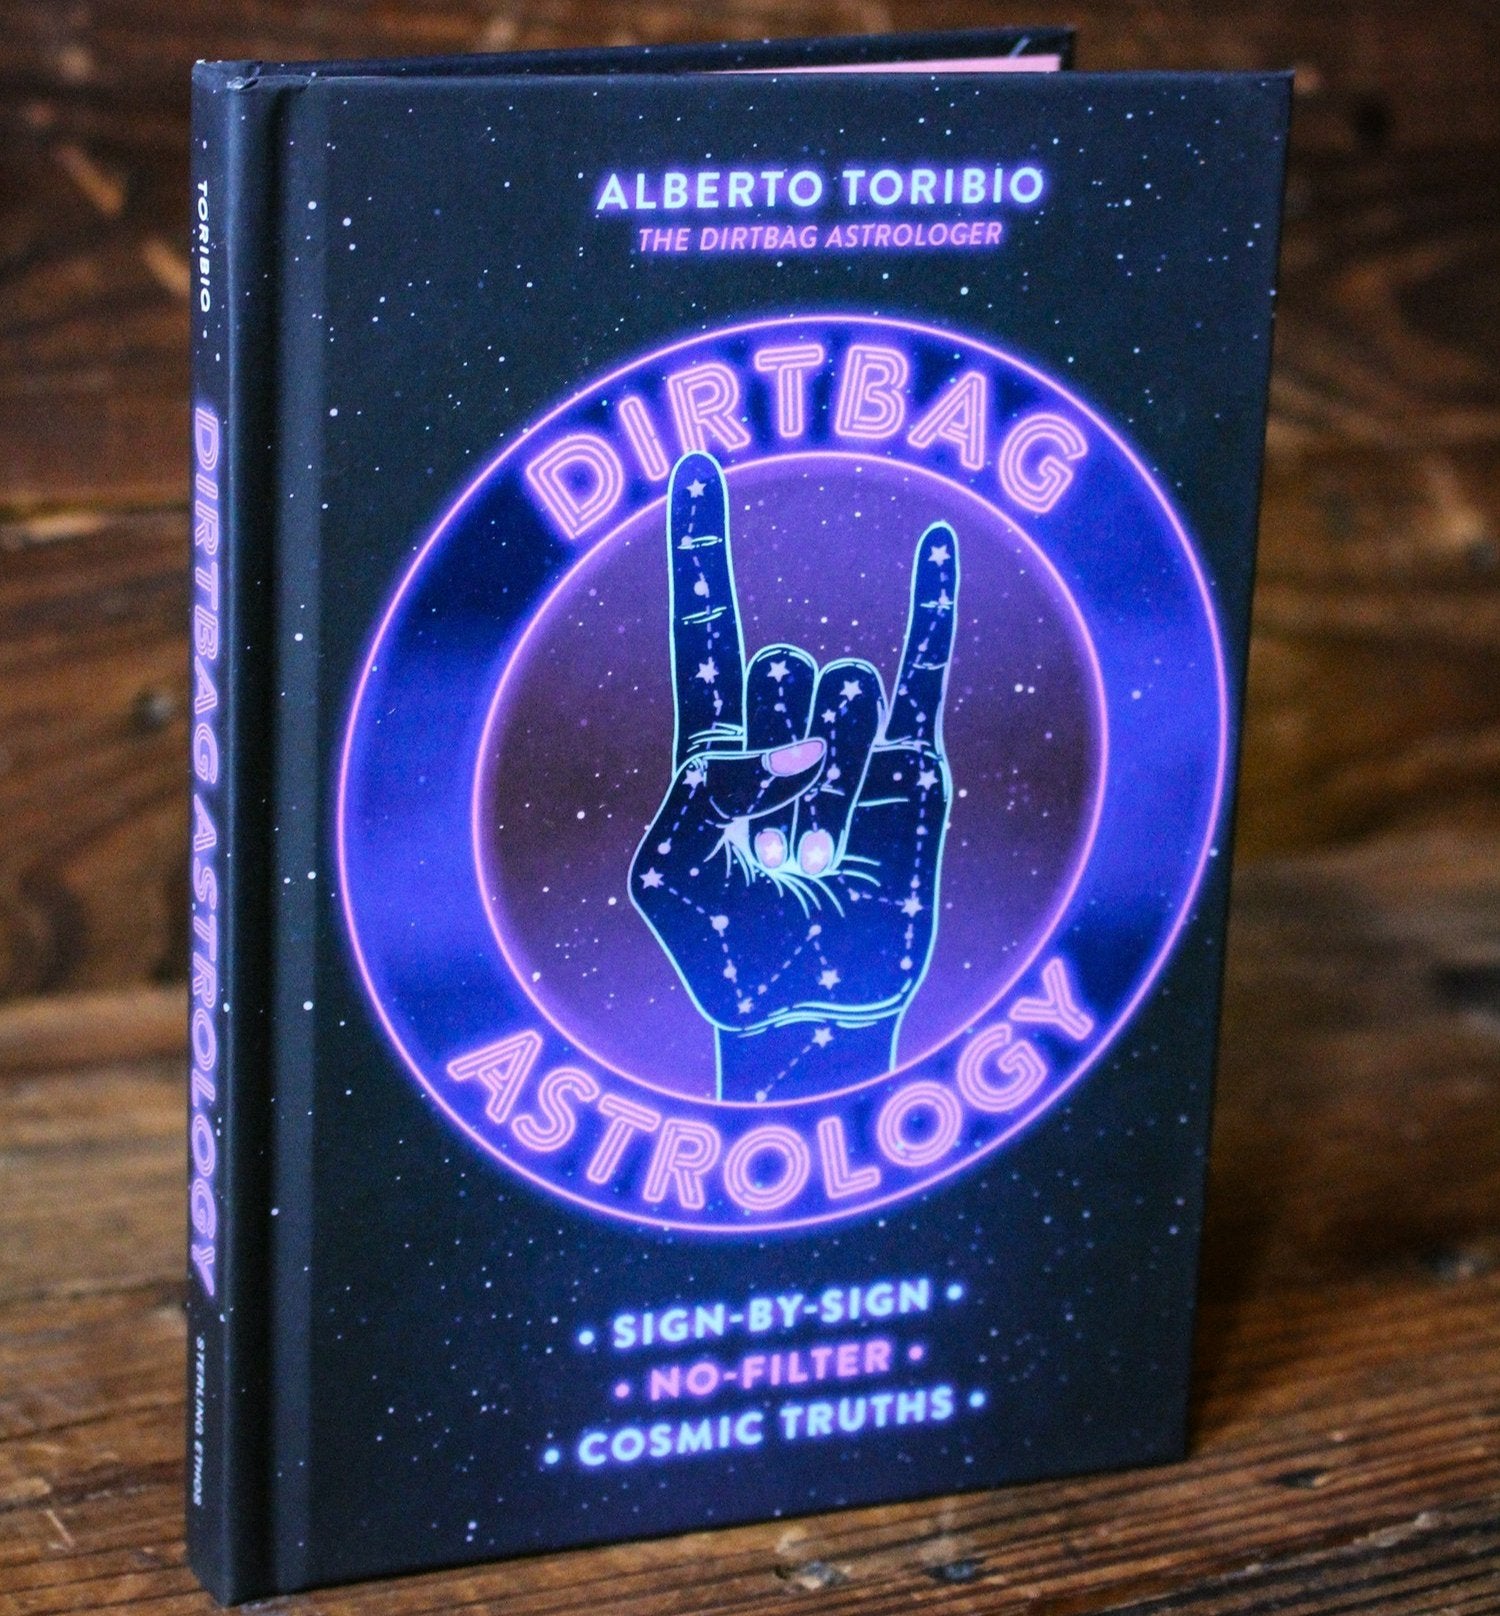 ALBERTO TORIBIO
THE DIRTBAG ASTROLOGER
DIRTBAG
ASTROLOGY
• SIGN-BY-SIGN •
• NO-FILTER •
• COSMIC TRUTHS •
TORIBIO •
DIRTBAG ASTROLOGY
STERLING ETHOS